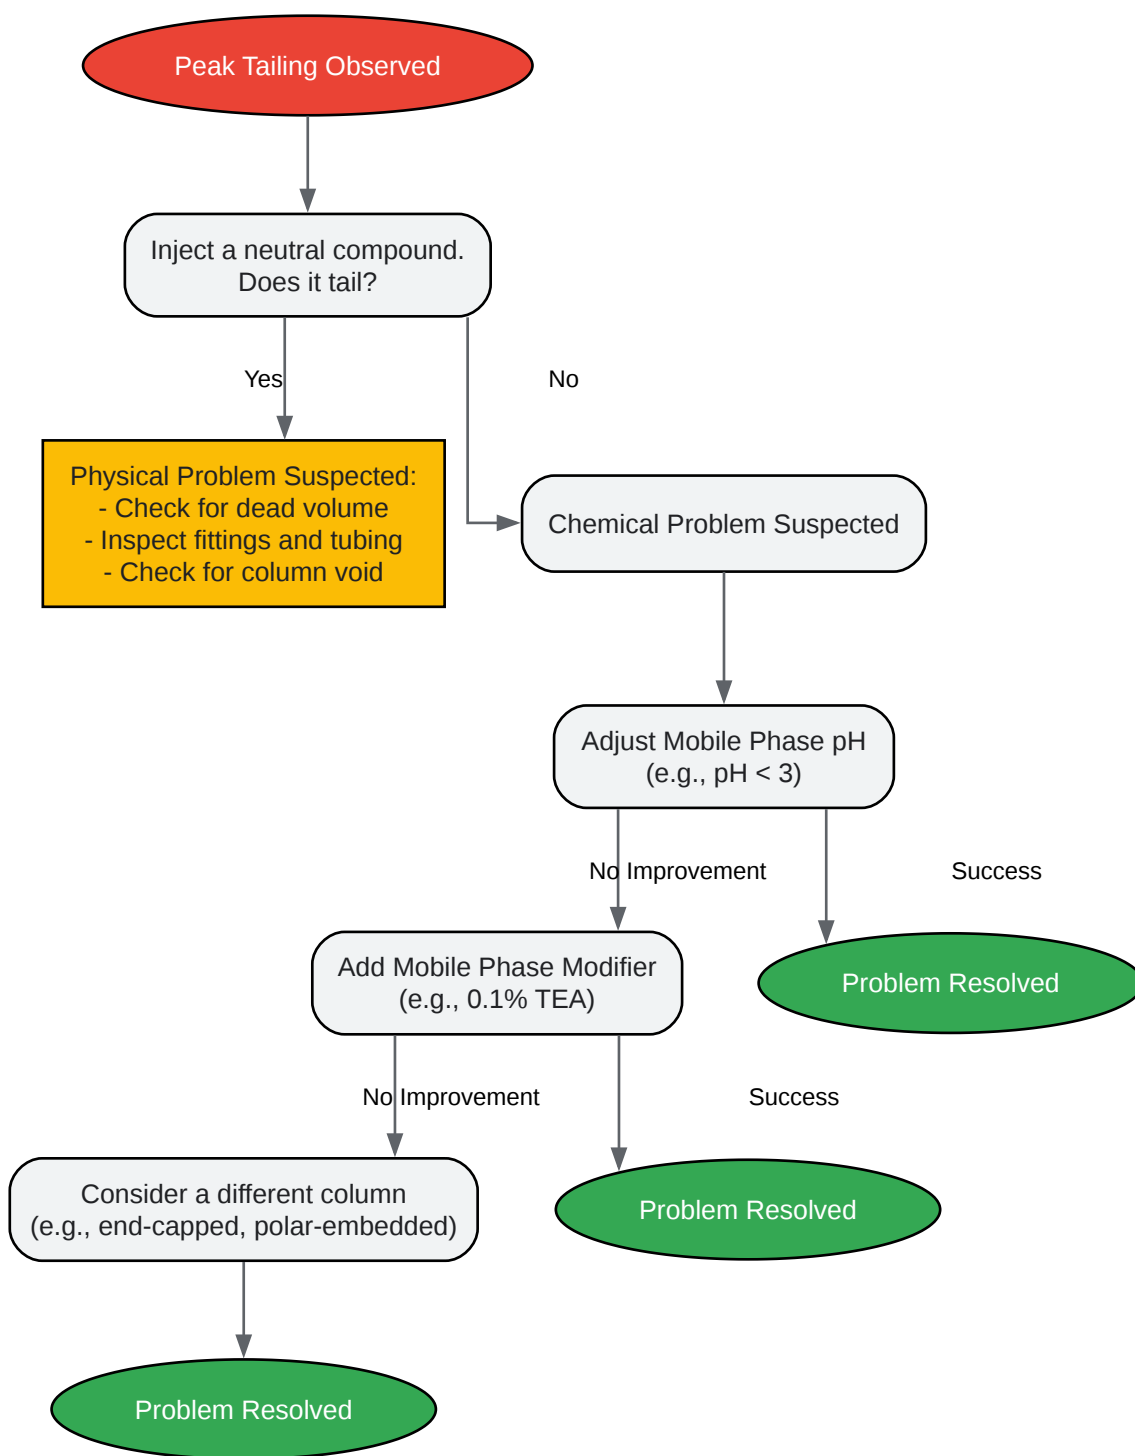 Peak Tailing Observed
Inject a neutral compound.
Does it tail?
Yes
No
Physical Problem Suspected:
- Check for dead volume
- Inspect fittings and tubing
- Check for column void
Chemical Problem Suspected
Adjust Mobile Phase pH
(e.g., pH < 3)
No Improvement
Success
Add Mobile Phase Modifier
(e.g., 0.1% TEA)
Problem Resolved
No Improvement
Success
Consider a different column
(e.g., end-capped, polar-embedded)
Problem Resolved
Problem Resolved